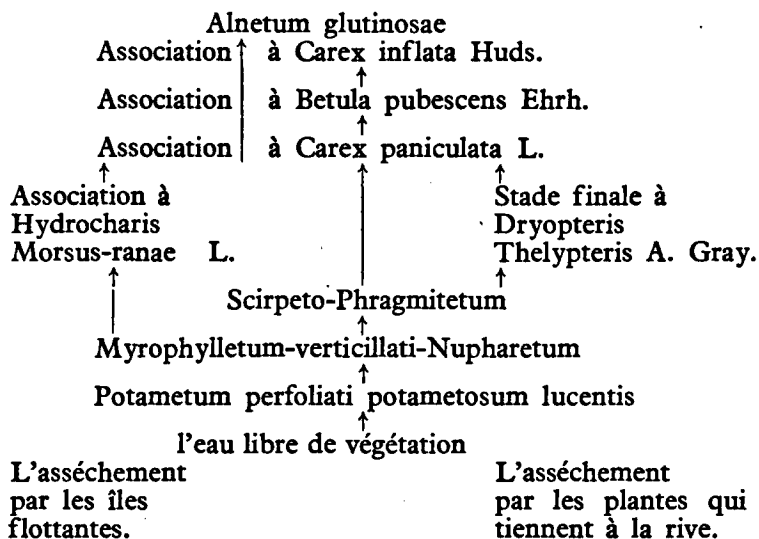 Alnetum glutinosae
Association à Carex inflata Huds.
Association à Betula pubescens Ehrh.
Association à Carex paniculata L.
Association à
Hydrocharis
Morsus-ranae L.
Stade finale à
Dryopteris
Thelypteris A. Gray.
Scirpeto-Phragmitetum
Myrophylletum-verticillati-Nupharetum
Potametum perfoliati potametosum lucentis
l'eau libre de végétation
L'asséchement
par les îles
flottantes.
L'asséchement
par les plantes qui
tiennent à la rive.